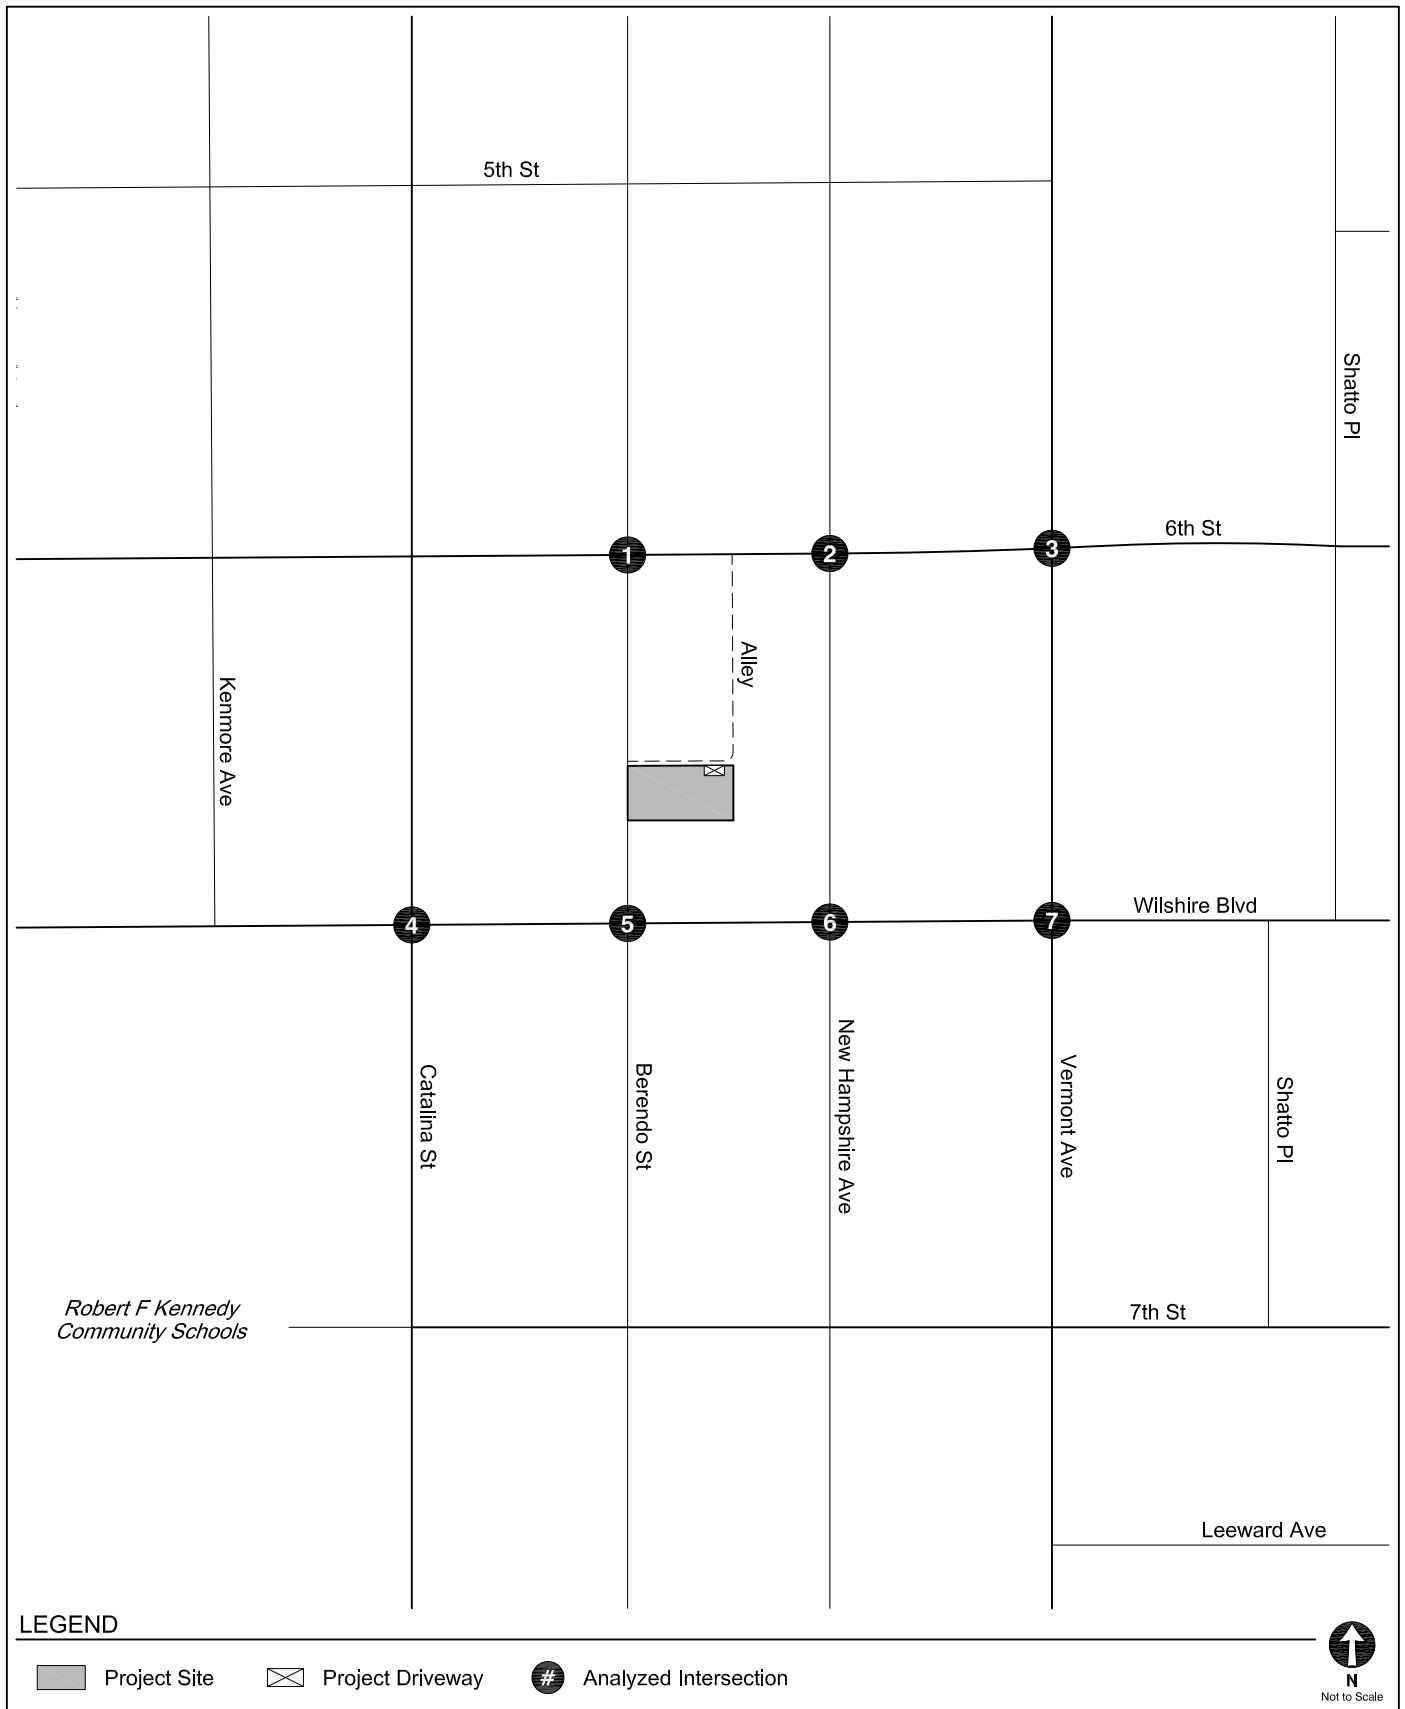 5th St
Shatto Pl
6th St
1
2
3
Alley
Kenmore Ave
Wilshire Blvd
4
5
6
7
Catalina St
Berendo St
New Hampshire Ave
Vermont Ave
Shatto Pl
Robert F Kennedy
Community Schools
7th St
Leeward Ave
LEGEND
Project Site
Project Driveway
# Analyzed Intersection
N
Not to Scale